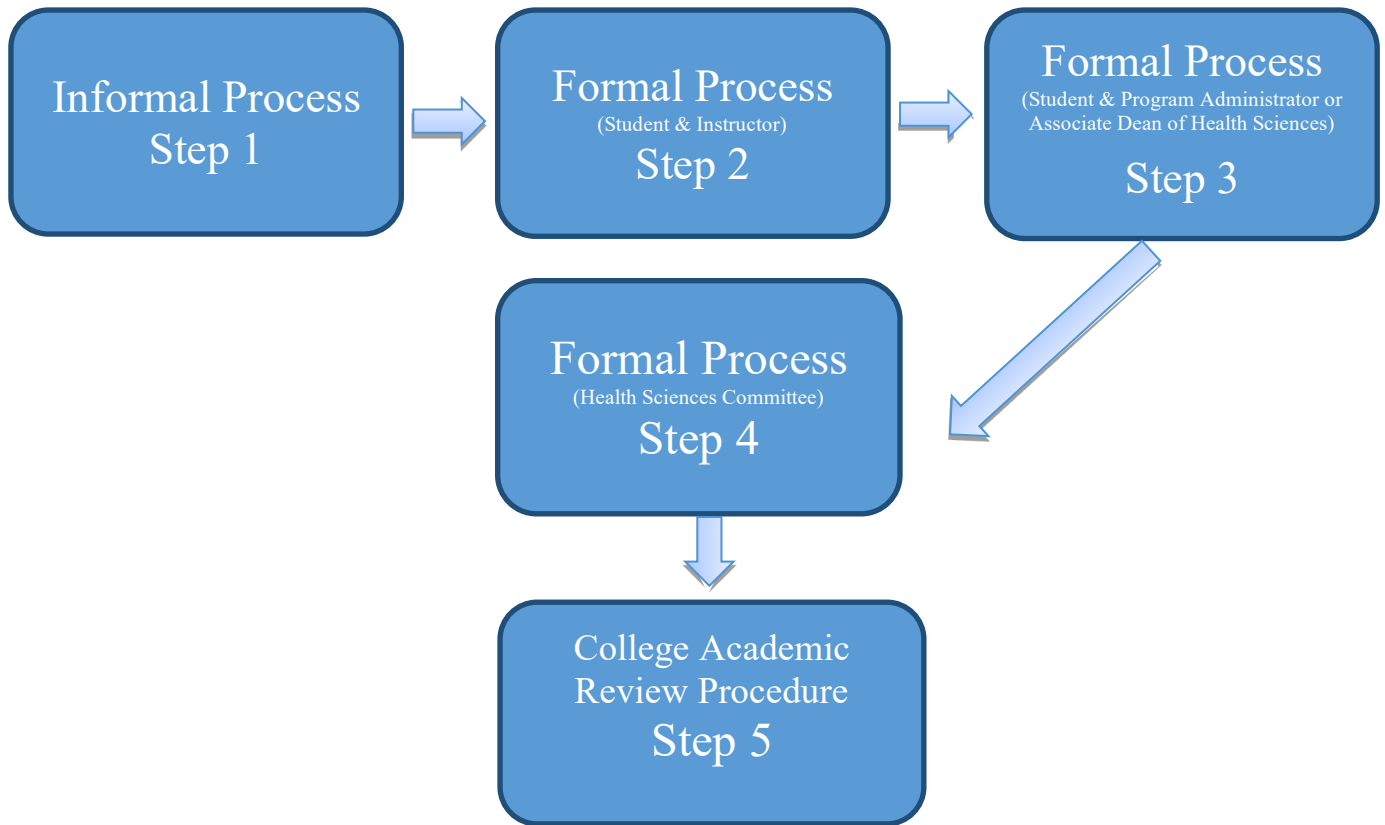 Informal Process
Step 1
Formal Process
(Student & Instructor)
Step 2
Formal Process
(Student & Program Administrator or
Associate Dean of Health Sciences)
Step 3
Formal Process
(Health Sciences Committee)
Step 4
College Academic
Review Procedure
Step 5